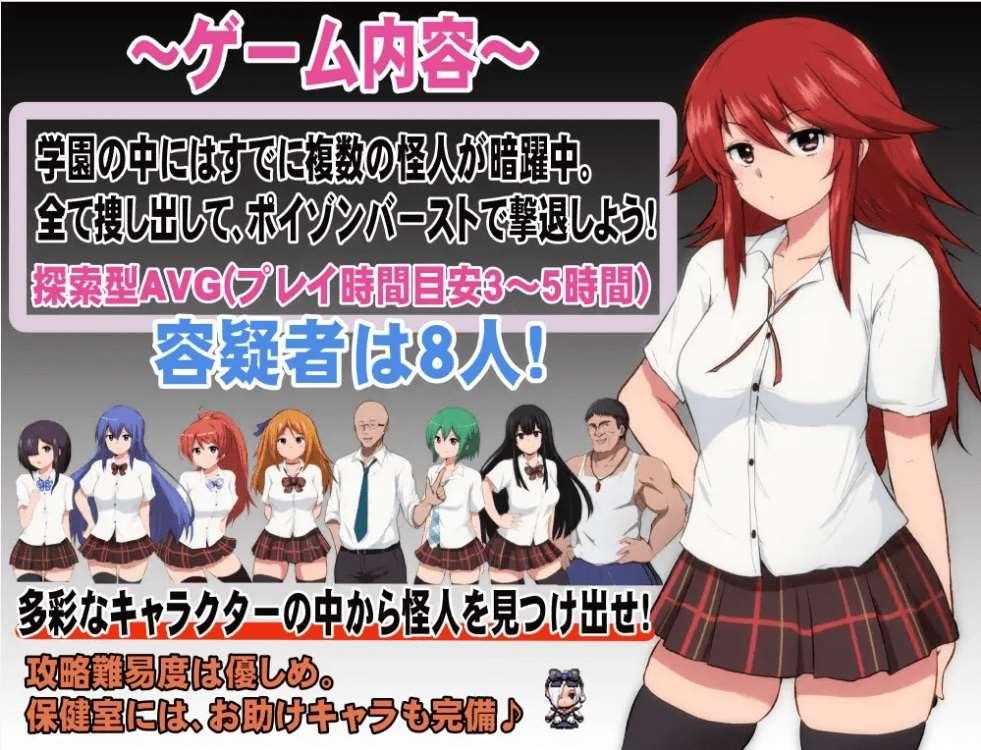 ～ゲーム内容～
学園の中にはすでに複数の怪人が暗躍中。
全て捜し出して、ポイゾンバーストで撃退しよう!
探索型AVG(プレイ時間目安3～5時間)
容疑者は8人!
多彩なキャラクターの中から怪人を見つけ出せ!
攻略難易度は優しめ。
保健室には、お助けキャラも完備♪